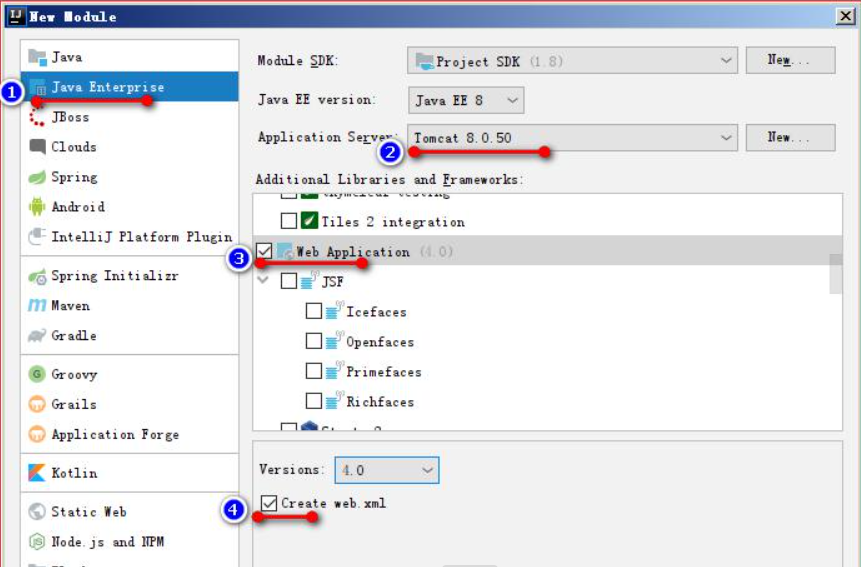 New Module
Java
Java Enterprise
JBoss
Clouds
Spring
Android
IntelliJ Platform Plugin
Spring Initializr
Maven
Gradle
Groovy
Grails
Application Forge
Kotlin
Static Web
Node.js and NPM
Module SDK: Project SDK (1.8) New...
Java EE version: Java EE 8
Application Server: Tomcat 8.0.50 New...
Additional Libraries and Frameworks:
Tiles 2 integration
Web Application (4.0)
JSF
Icefaces
Openfaces
Primefaces
Richfaces
Versions: 4.0
Create web.xml
1
2
3
4